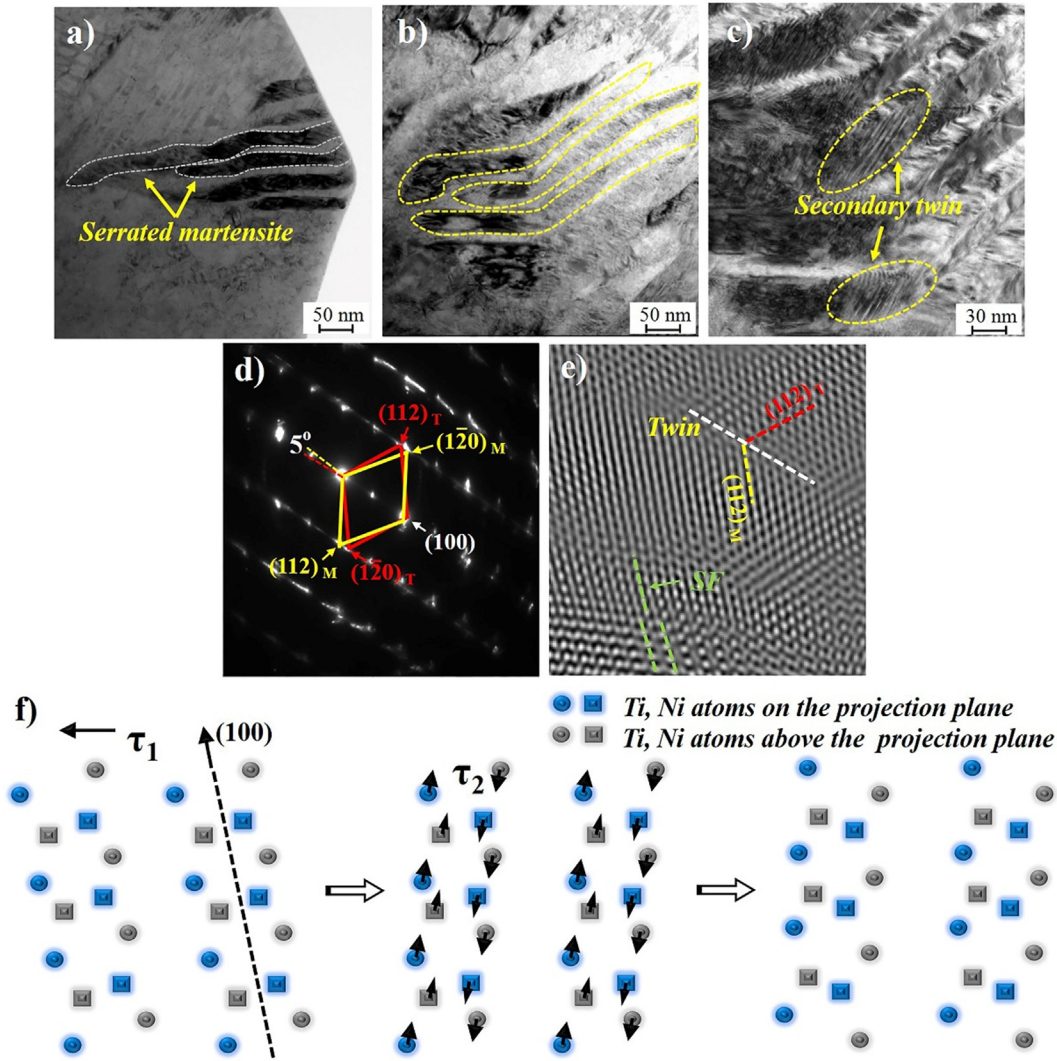 a)
Serrated martensite
50 nm
b)
50 nm
c)
Secondary twin
30 nm
d)
(112) T
(12̄0) M
5o
(100)
(112) M
(12̄0) T
e)
Twin
(112) T
(112) M
SF
f)
τ1
(100)
τ2
Ti, Ni atoms on the projection plane
Ti, Ni atoms above the projection plane